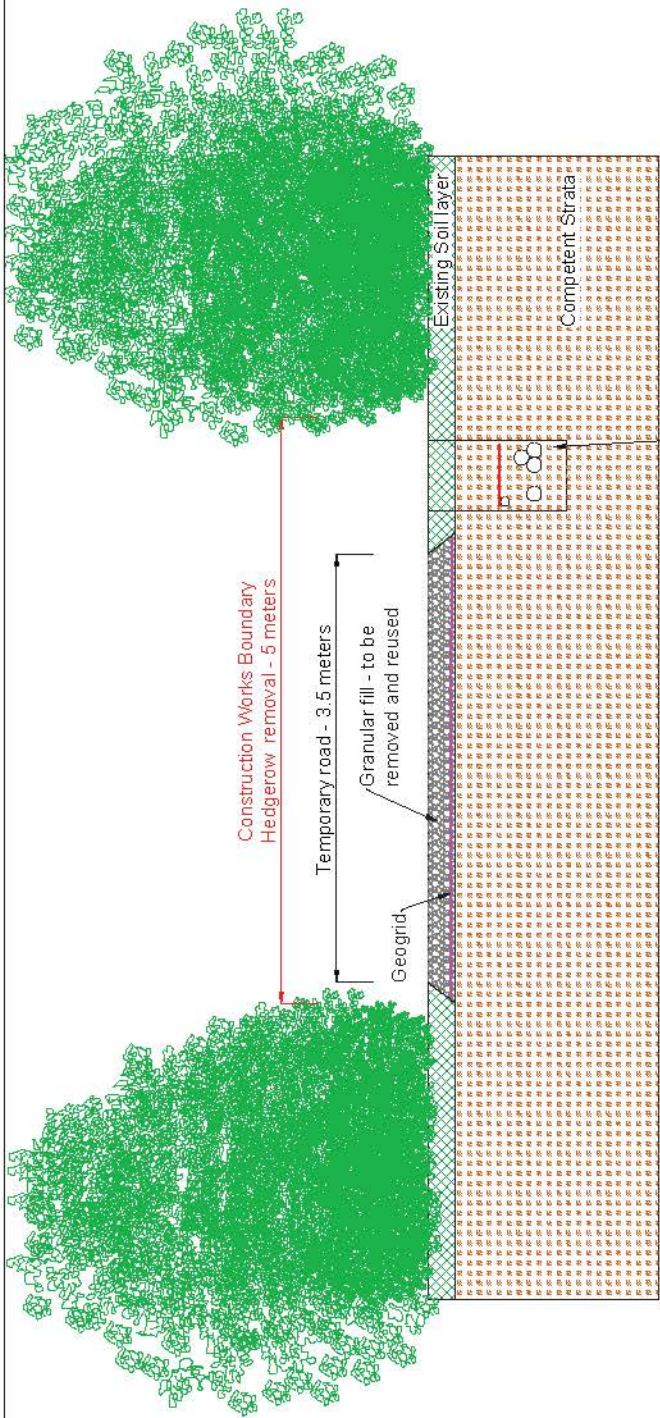 Construction Works Boundary
Hedgerow removal - 5 meters
Temporary road - 3.5 meters
Granular fill - to be
removed and reused
Geogrid
Existing Soil layer
Competent Strata